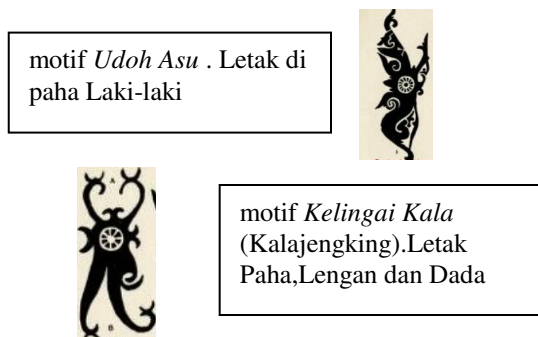 motif Udoh Asu . Letak di
paha Laki-laki
motif Kelingai Kala
(Kalajengking).Letak
Paha,Lengan dan Dada